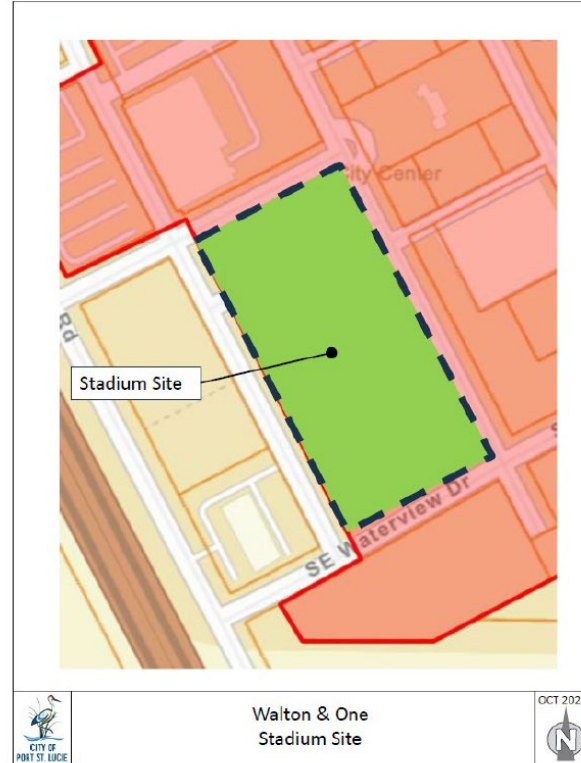 City Center
Rd
Stadium Site
SE Waterview Dr
CITY OF
PORT ST. LUCIE
Walton & One
Stadium Site
OCT 202
N